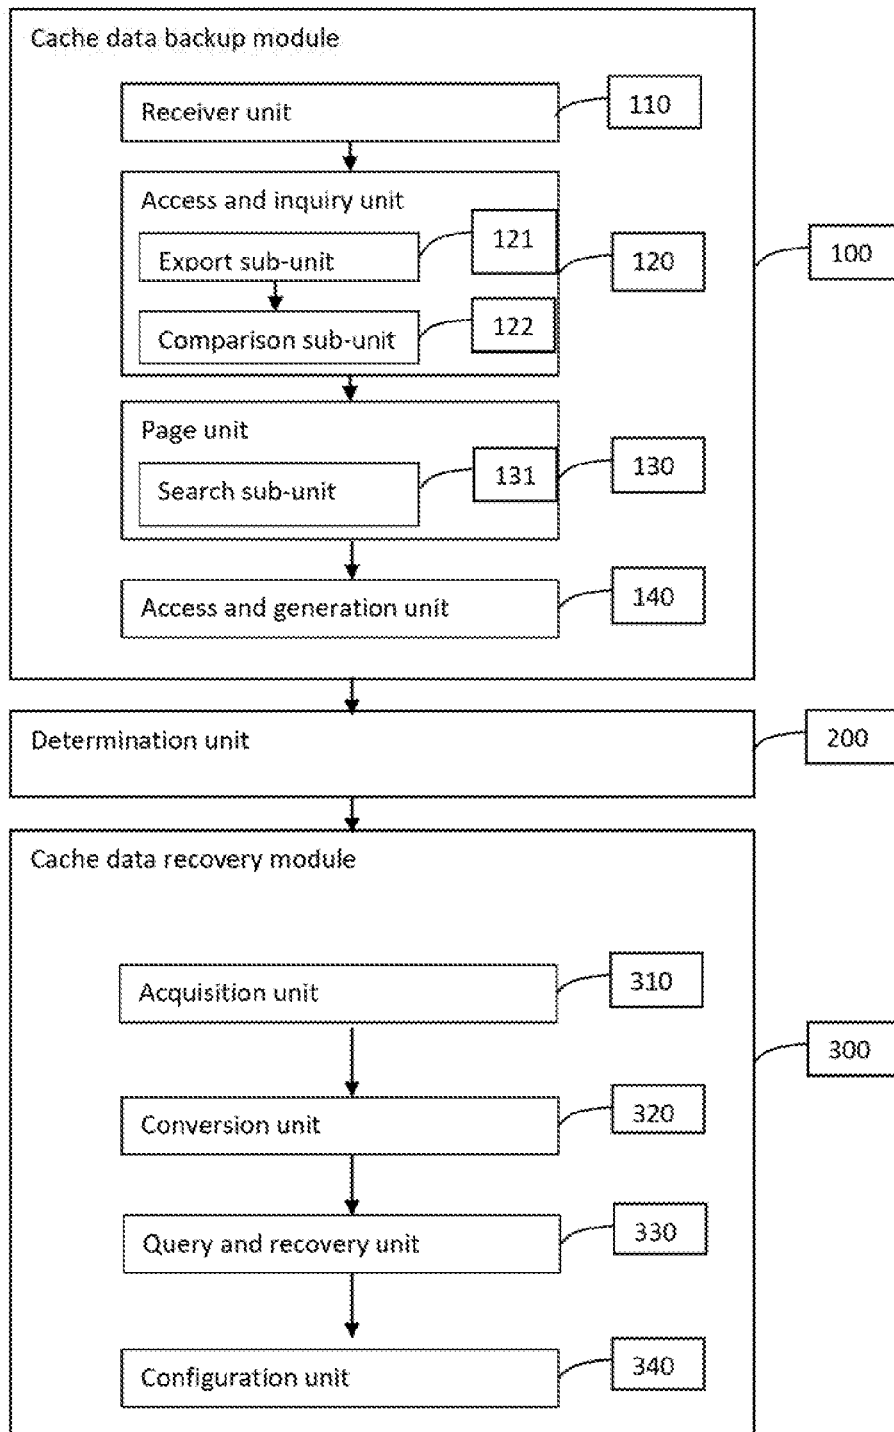 Cache data backup module
Receiver unit
110
Access and inquiry unit
Export sub-unit
121
120
100
Comparison sub-unit
122
Page unit
Search sub-unit
131
130
Access and generation unit
140
Determination unit
200
Cache data recovery module
Acquisition unit
310
300
Conversion unit
320
Query and recovery unit
330
Configuration unit
340